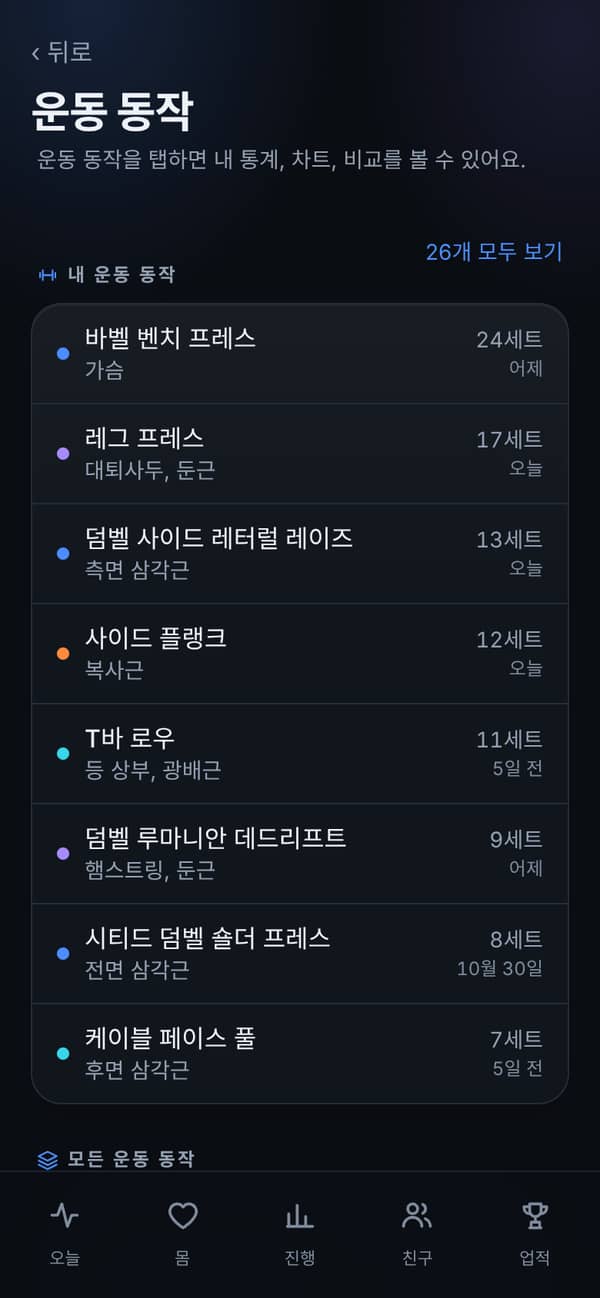 ‹ 뒤로
운동 동작
운동 동작을 탭하면 내 통계, 차트, 비교를 볼 수 있어요.
26개 모두 보기
내 운동 동작
바벨 벤치 프레스
24세트
가슴
어제
레그 프레스
17세트
대퇴사두, 둔근
오늘
덤벨 사이드 레터럴 레이즈
13세트
측면 삼각근
오늘
사이드 플랭크
12세트
복사근
오늘
T바 로우
11세트
등 상부, 광배근
5일 전
덤벨 루마니안 데드리프트
9세트
햄스트링, 둔근
어제
시티드 덤벨 숄더 프레스
8세트
전면 삼각근
10월 30일
케이블 페이스 풀
7세트
후면 삼각근
5일 전
모든 운동 동작
오늘
몸
진행
친구
업적